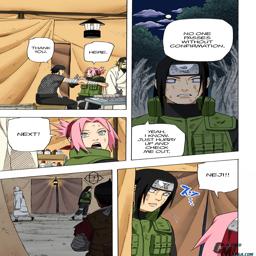 NO ONE
PASSES
WITHOUT
CONFIRMATION.
THANK
YOU.
HERE.
YEAH,
I KNOW.
JUST HURRY
UP AND
CHECK
ME OUT.
NEXT?
NEJI!!